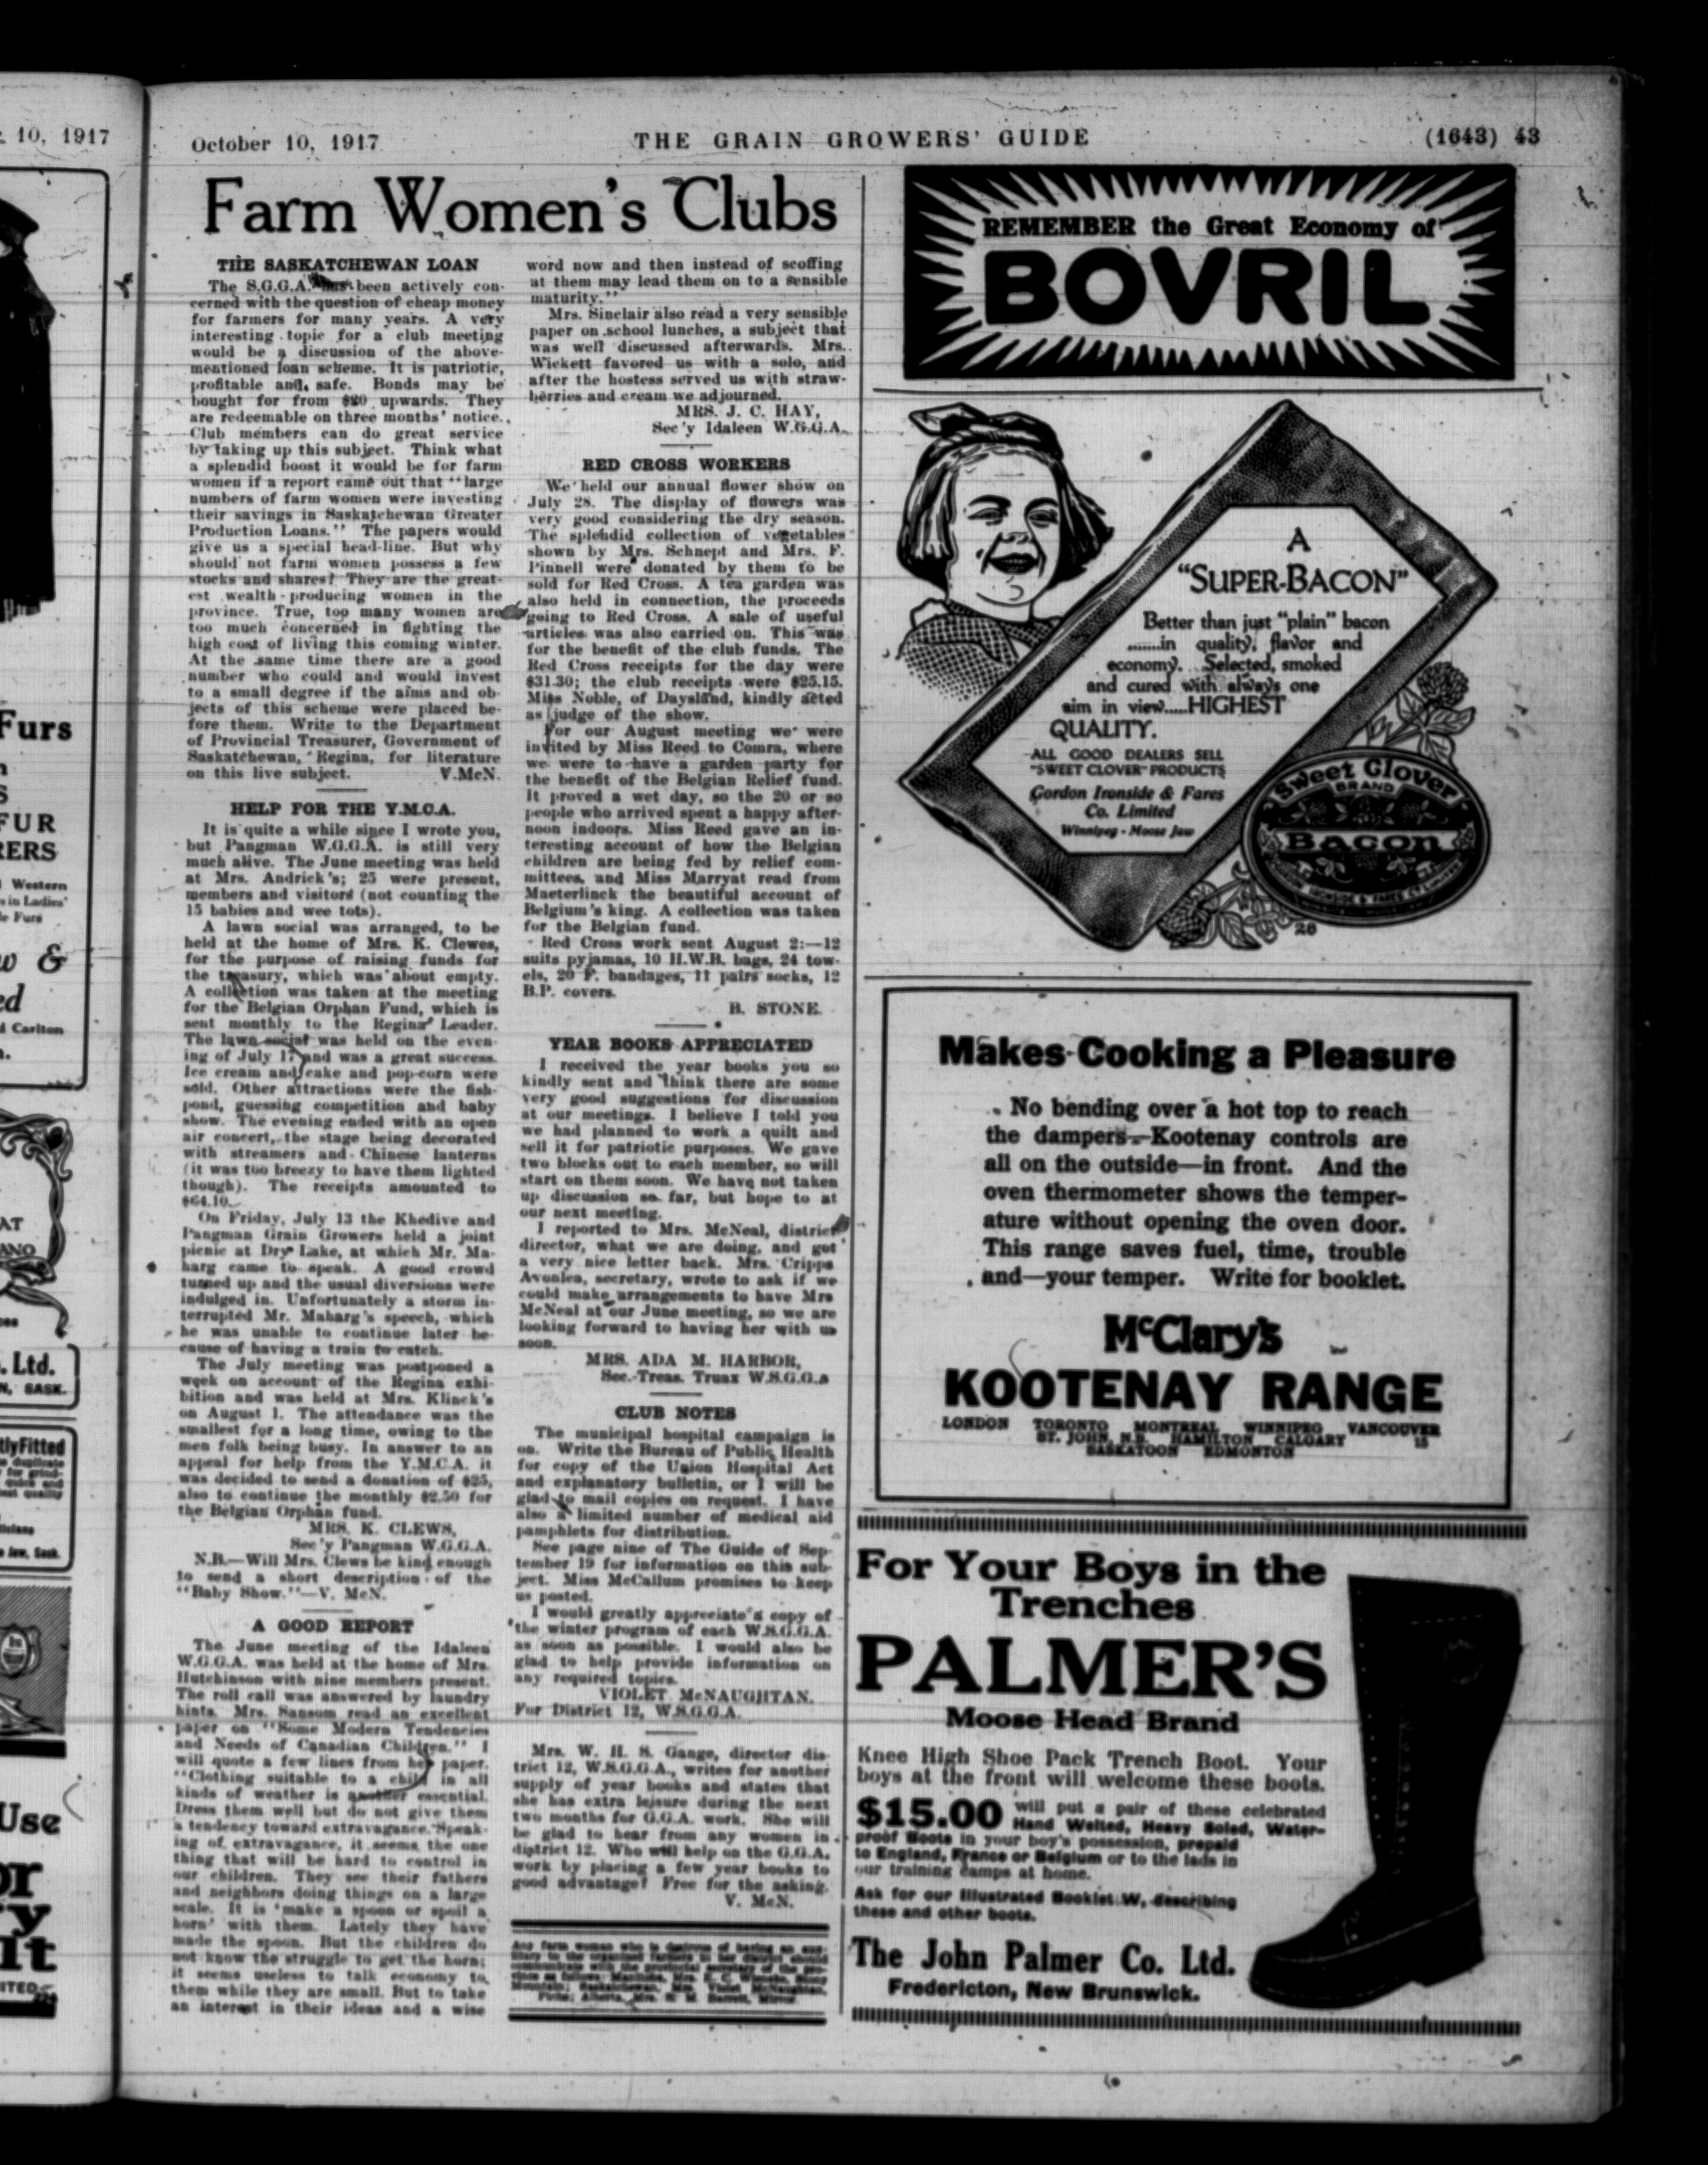 October 10, 1917
THE GRAIN GROWERS' GUIDE
(1643) 43
Farm Women's Clubs
THE SASKATCHEWAN LOAN
The S.G.G.A. has been actively con-
cerned with the question of cheap money
for farmers for many years. A very
interesting topic for a club meeting
would be a discussion of the above-
mentioned loan scheme. It is patriotic,
profitable and safe. Bonds may be
bought for from $20 upwards. They
are redeemable on three months' notice.
Club members can do great service
by taking up this subject. Think what
a splendid boost it would be for farm
women if a report came out that "large
numbers of farm women were investing
their savings in Saskatchewan Greater
Production Loans." The papers would
give us a special head-line. But why
should not farm women possess a few
stocks and shares? They are the great-
est wealth-producing women in the
province. True, too many women are
too much concerned in fighting the
high cost of living this coming winter.
At the same time there are a good
number who could and would invest
to a small degree if the aims and ob-
jects of this scheme were placed be-
fore them. Write to the Department
of Provincial Treasurer, Government of
Saskatchewan, Regina, for literature
on this live subject. V.McN.
HELP FOR THE Y.M.C.A.
It is quite a while since I wrote you,
but Pangman W.G.G.A. is still very
much alive. The June meeting was held
at Mrs. Andrick's; 25 were present,
members and visitors (not counting the
15 babies and wee tots).
A lawn social was arranged, to be
held at the home of Mrs. K. Clewes,
for the purpose of raising funds for
the treasury, which was about empty.
A collection was taken at the meeting
for the Belgian Orphan Fund, which is
sent monthly to the Regina Leader.
The lawn social was held on the even-
ing of July 17 and was a great success.
Ice cream and cake and pop-corn were
sold. Other attractions were the fish-
pond, guessing competition and baby
show. The evening ended with an open
air concert, the stage being decorated
with streamers and Chinese lanterns
(it was too breezy to have them lighted
though). The receipts amounted to
$64.10.
On Friday, July 13 the Khedive and
Pangman Grain Growers held a joint
picnic at Dry Lake, at which Mr. Ma-
harg came to speak. A good crowd
turned up and the usual diversions were
indulged in. Unfortunately a storm in-
terrupted Mr. Maharg's speech, which
he was unable to continue later be-
cause of having a train to catch.
The July meeting was postponed a
week on account of the Regina exhi-
bition and was held at Mrs. Klinck's
on August 1. The attendance was the
smallest for a long time, owing to the
men folk being busy. In answer to an
appeal for help from the Y.M.C.A. it
was decided to send a donation of $25,
also to continue the monthly $2.50 for
the Belgian Orphan fund.
MRS. K. CLEWS,
Sec'y Pangman W.G.G.A.
N.B.—Will Mrs. Clews be kind enough
to send a short description of the
"Baby Show."—V. McN.
A GOOD REPORT
The June meeting of the Idaleen
W.G.G.A. was held at the home of Mrs.
Hutchinson with nine members present.
The roll call was answered by laundry
hints. Mrs. Sansom read an excellent
paper on "Some Modern Tendencies
and Needs of Canadian Children." I
will quote a few lines from her paper.
"Clothing suitable to a child in all
kinds of weather is another essential.
Dress them well but do not give them
a tendency toward extravagance. Speak-
ing of extravagance, it seems the one
thing that will be hard to control in
our children. They see their fathers
and neighbors doing things on a large
scale. It is 'make a spoon or spoil a
horn' with them. Lately they have
made the spoon. But the children do
not know the struggle to get the horn;
it seems useless to talk economy to
them while they are small. But to take
an interest in their ideas and a wise
word now and then instead of scoffing
at them may lead them on to a sensible
maturity."
Mrs. Sinclair also read a very sensible
paper on school lunches, a subject that
was well discussed afterwards. Mrs.
Wickett favored us with a solo, and
after the hostess served us with straw-
berries and cream we adjourned.
MRS. J. C. HAY,
Sec'y Idaleen W.G.G.A.
RED CROSS WORKERS
We held our annual flower show on
July 28. The display of flowers was
very good considering the dry season.
The splendid collection of vegetables
shown by Mrs. Schnept and Mrs. F.
Pinnell were donated by them to be
sold for Red Cross. A tea garden was
also held in connection, the proceeds
going to Red Cross. A sale of useful
articles was also carried on. This was
for the benefit of the club funds. The
Red Cross receipts for the day were
$31.30; the club receipts were $25.15.
Miss Noble, of Daysland, kindly acted
as judge of the show.
For our August meeting we were
invited by Miss Reed to Comra, where
we were to have a garden party for
the benefit of the Belgian Relief fund.
It proved a wet day, so the 20 or so
people who arrived spent a happy after-
noon indoors. Miss Reed gave an in-
teresting account of how the Belgian
children are being fed by relief com-
mittees, and Miss Marryat read from
Maeterlinck the beautiful account of
Belgium's king. A collection was taken
for the Belgian fund.
Red Cross work sent August 2:—12
suits pyjamas, 10 H.W.B. bags, 24 tow-
els, 20 F. bandages, 11 pairs socks, 12
B.P. covers.
B. STONE.
YEAR BOOKS APPRECIATED
I received the year books you so
kindly sent and think there are some
very good suggestions for discussion
at our meetings. I believe I told you
we had planned to work a quilt and
sell it for patriotic purposes. We gave
two blocks out to each member, so will
start on them soon. We have not taken
up discussion so far, but hope to at
our next meeting.
I reported to Mrs. McNeal, district
director, what we are doing, and got
a very nice letter back. Mrs. Cripps
Avonlea, secretary, wrote to ask if we
could make arrangements to have Mrs
McNeal at our June meeting, so we are
looking forward to having her with us
soon.
MRS. ADA M. HARBOR,
Sec.-Treas. Truax W.S.G.G.A
CLUB NOTES
The municipal hospital campaign is
on. Write the Bureau of Public Health
for copy of the Union Hospital Act
and explanatory bulletin, or I will be
glad to mail copies on request. I have
also a limited number of medical aid
pamphlets for distribution.
See page nine of The Guide of Sep-
tember 19 for information on this sub-
ject. Miss McCallum promises to keep
us posted.
I would greatly appreciate a copy of
the winter program of each W.S.G.G.A.
as soon as possible. I would also be
glad to help provide information on
any required topics.
VIOLET McNAUGHTAN.
For District 12, W.S.G.G.A.
Mrs. W. H. S. Gange, director dis-
trict 12, W.S.G.G.A., writes for another
supply of year books and states that
she has extra leisure during the next
two months for G.G.A. work. She will
be glad to hear from any women in
district 12. Who will help on the G.G.A.
work by placing a few year books to
good advantage? Free for the asking.
V. McN.
Any farm woman who is desirous of having an aux-
iliary to the organized farmers in her district should
communicate with the provincial secretary of the pro-
REMEMBER the Great Economy of
BOVRIL
A
"SUPER-BACON"
Better than just "plain" bacon
.......in quality, flavor and
economy. Selected, smoked
and cured with always one
aim in view.....HIGHEST
QUALITY.
ALL GOOD DEALERS SELL
"SWEET CLOVER" PRODUCTS
Gordon Ironside & Fares
Co. Limited
Winnipeg - Moose Jaw
Sweet Clover
BRAND
BACON
GORDON IRONSIDE & FARES CO LIMITED
26
Makes Cooking a Pleasure
No bending over a hot top to reach
the dampers—Kootenay controls are
all on the outside—in front. And the
oven thermometer shows the temper-
ature without opening the oven door.
This range saves fuel, time, trouble
and—your temper. Write for booklet.
McClary's
KOOTENAY RANGE
LONDON TORONTO MONTREAL WINNIPEG VANCOUVER
ST. JOHN, N.B. HAMILTON CALGARY 15
SASKATOON EDMONTON
For Your Boys in the
Trenches
PALMER'S
Moose Head Brand
Knee High Shoe Pack Trench Boot. Your
boys at the front will welcome these boots.
$15.00 will put a pair of these celebrated
Hand Welted, Heavy Soled, Water-
proof Boots in your boy's possession, prepaid
to England, France or Belgium or to the lads in
our training camps at home.
Ask for our Illustrated Booklet W, describing
these and other boots.
The John Palmer Co. Ltd.
Fredericton, New Brunswick.
10, 1917
Furs
FUR
RERS
Western
s in Ladies'
Furs
w &
ed
Carlton
AT
ANO
. Ltd.
N, SASK.
tlyFitted
duplicate
Jaw, Sask.
Use
or
y
It